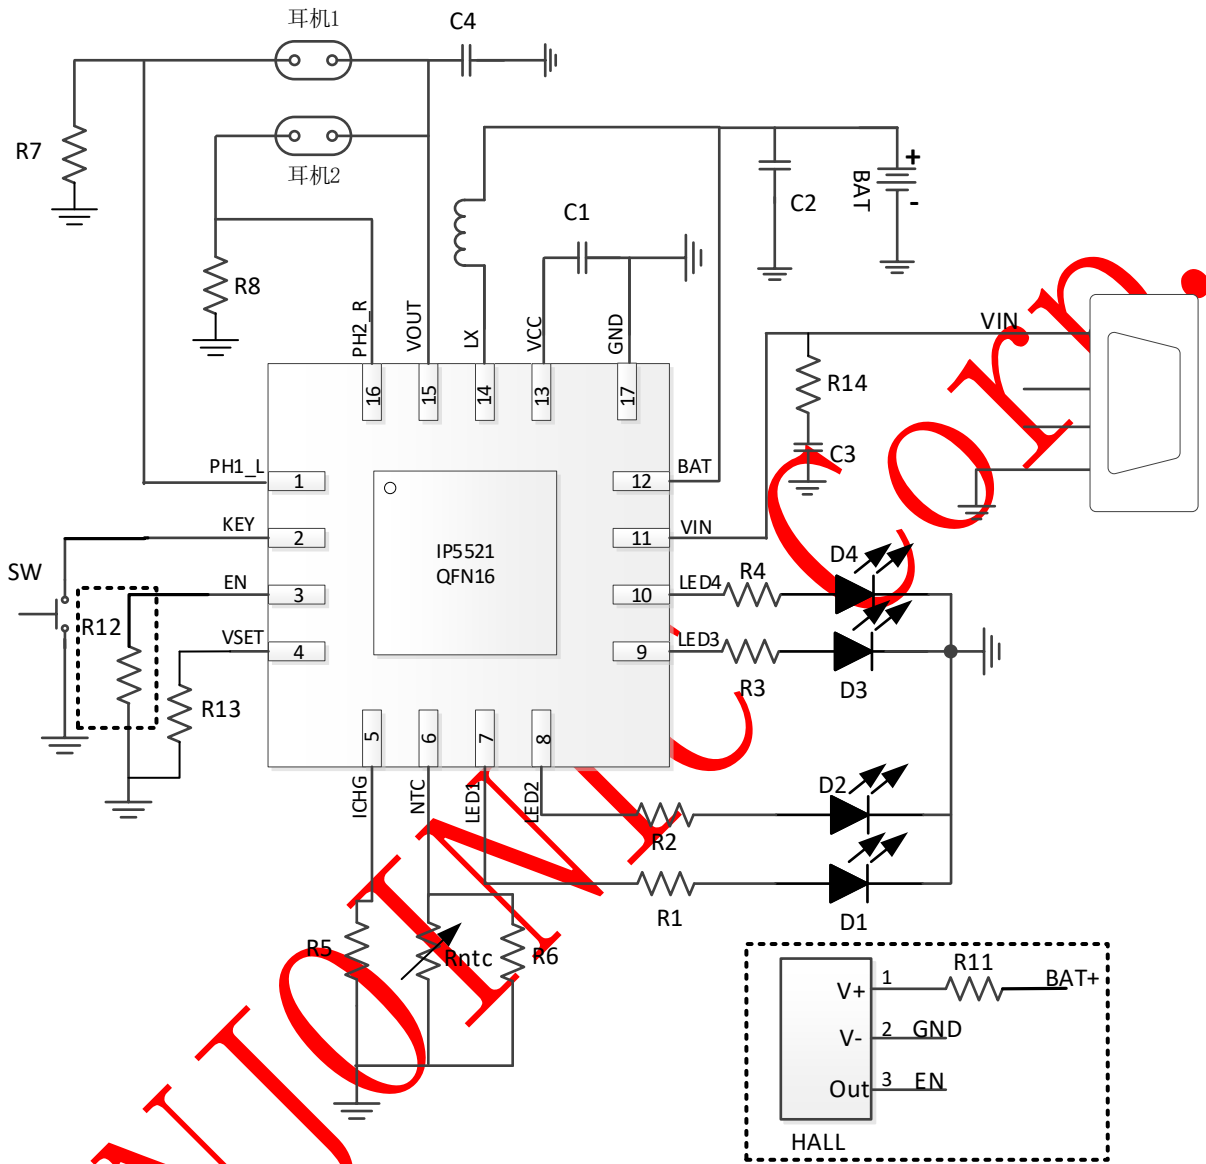 耳机1
C4
R7
耳机2
BAT
+
-
C2
C1
R8
PH2_R
VOUT
LX
VCC
GND
VIN
16
15
14
13
17
R14
C3
PH1_L
1
12
BAT
KEY
2
11
VIN
IP5521
QFN16
SW
EN
3
10
LED4
R4
D4
R12
VSET
4
9
LED3
R3
D3
R13
5
6
7
8
ICHG
NTC
LED1
LED2
D2
R2
R1
D1
R5
Rntc
R6
V+
1
R11
BAT+
V-
2
GND
Out
3
EN
HALL
INJOINIC Corp.